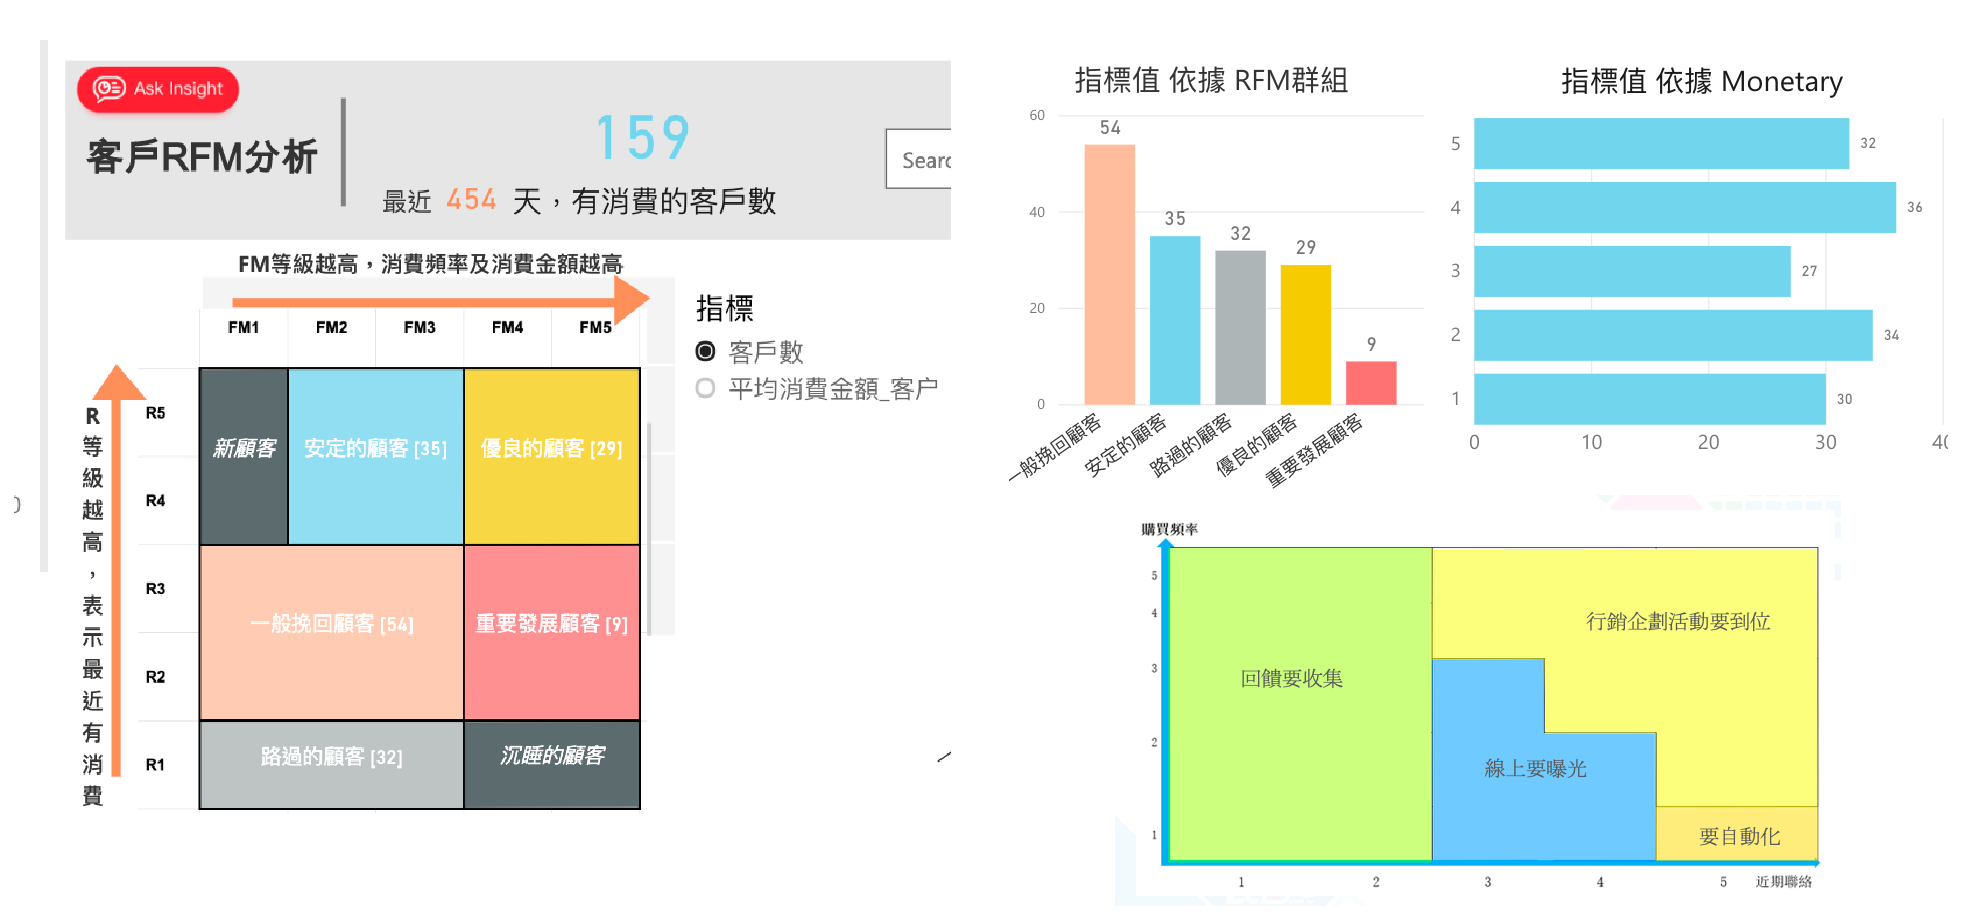 Ask Insight
客戶RFM分析
159
最近 454 天，有消費的客戶數
Searc
FM等級越高，消費頻率及消費金額越高
FM1 FM2 FM3 FM4 FM5
R等級越高，表示最近有消費
R5
R4
R3
R2
R1
新顧客
安定的顧客 [35]
優良的顧客 [29]
一般挽回顧客 [54]
重要發展顧客 [9]
路過的顧客 [32]
沉睡的顧客
指標
客戶數
平均消費金額_客戶
指標值 依據 RFM群組
60
40
20
0
54
35
32
29
9
一般挽回顧客
安定的顧客
路過的顧客
優良的顧客
重要發展顧客
指標值 依據 Monetary
5 32
4 36
3 27
2 34
1 30
0 10 20 30 40
購買頻率
5
4
3
2
1
行銷企劃活動要到位
回饋要收集
線上要曝光
要自動化
1 2 3 4 5 近期聯絡